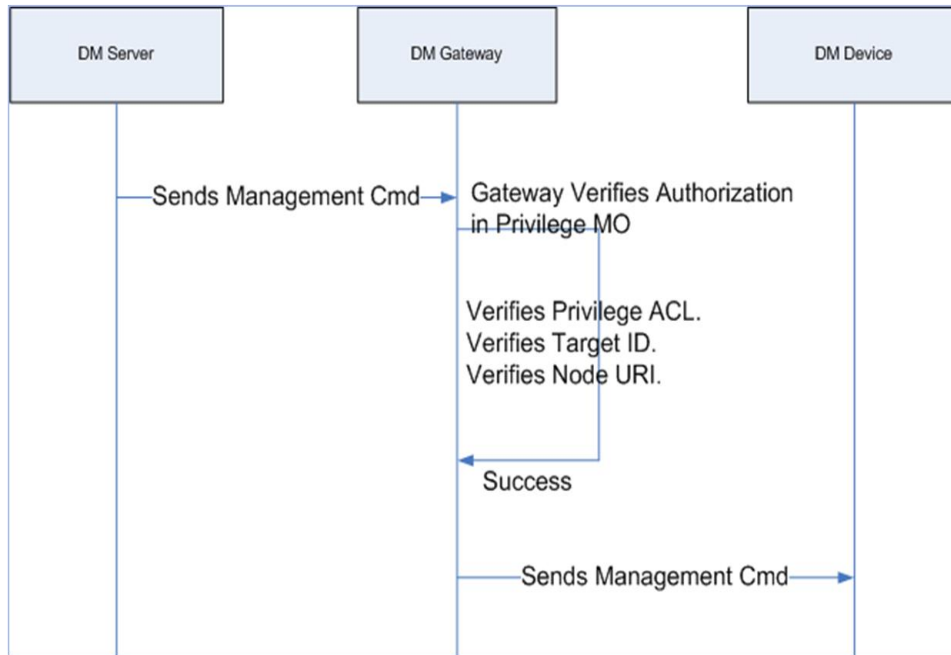 DM Server
DM Gateway
DM Device
Sends Management Cmd
Gateway Verifies Authorization
in Privilege MO
Verifies Privilege ACL.
Verifies Target ID.
Verifies Node URI.
Success
Sends Management Cmd